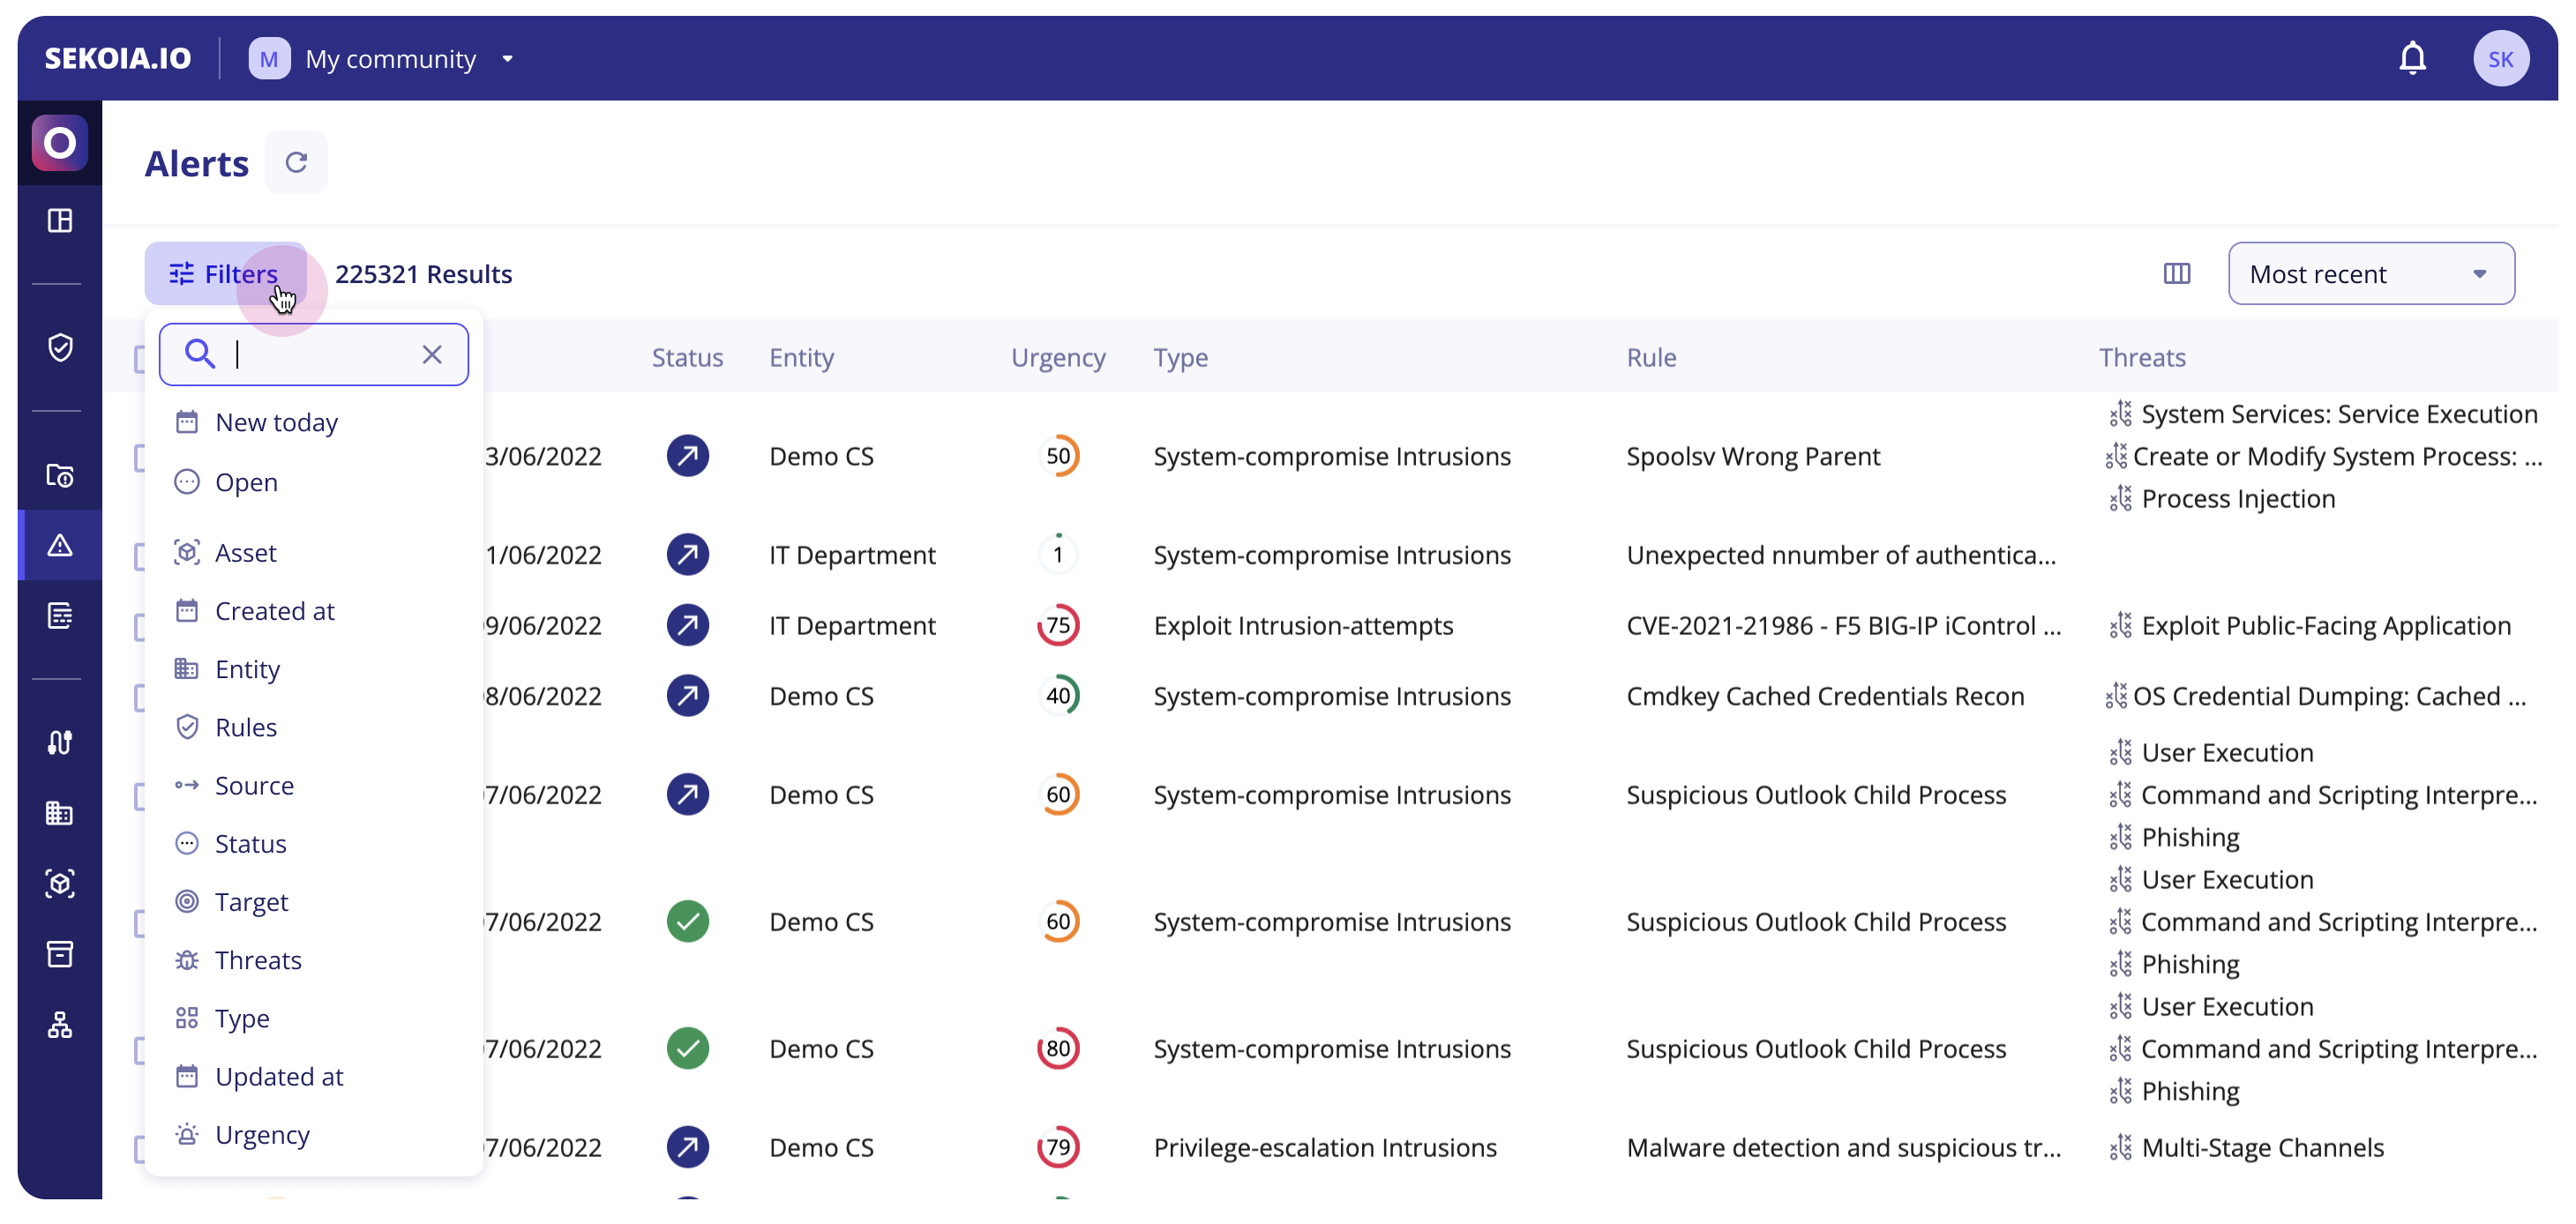 SEKOIA.IO M My community SK
Alerts
Filters 225321 Results Most recent
Status Entity Urgency Type Rule Threats
New today
Open
Asset
Created at
Entity
Rules
Source
Status
Target
Threats
Type
Updated at
Urgency
3/06/2022 Demo CS 50 System-compromise Intrusions Spoolsv Wrong Parent
System Services: Service Execution
Create or Modify System Process: ...
Process Injection
1/06/2022 IT Department 1 System-compromise Intrusions Unexpected nnumber of authentica...
9/06/2022 IT Department 75 Exploit Intrusion-attempts CVE-2021-21986 - F5 BIG-IP iControl ... Exploit Public-Facing Application
8/06/2022 Demo CS 40 System-compromise Intrusions Cmdkey Cached Credentials Recon OS Credential Dumping: Cached ...
7/06/2022 Demo CS 60 System-compromise Intrusions Suspicious Outlook Child Process
User Execution
Command and Scripting Interpre...
Phishing
7/06/2022 Demo CS 60 System-compromise Intrusions Suspicious Outlook Child Process
User Execution
Command and Scripting Interpre...
Phishing
7/06/2022 Demo CS 80 System-compromise Intrusions Suspicious Outlook Child Process
User Execution
Command and Scripting Interpre...
Phishing
7/06/2022 Demo CS 79 Privilege-escalation Intrusions Malware detection and suspicious tr... Multi-Stage Channels